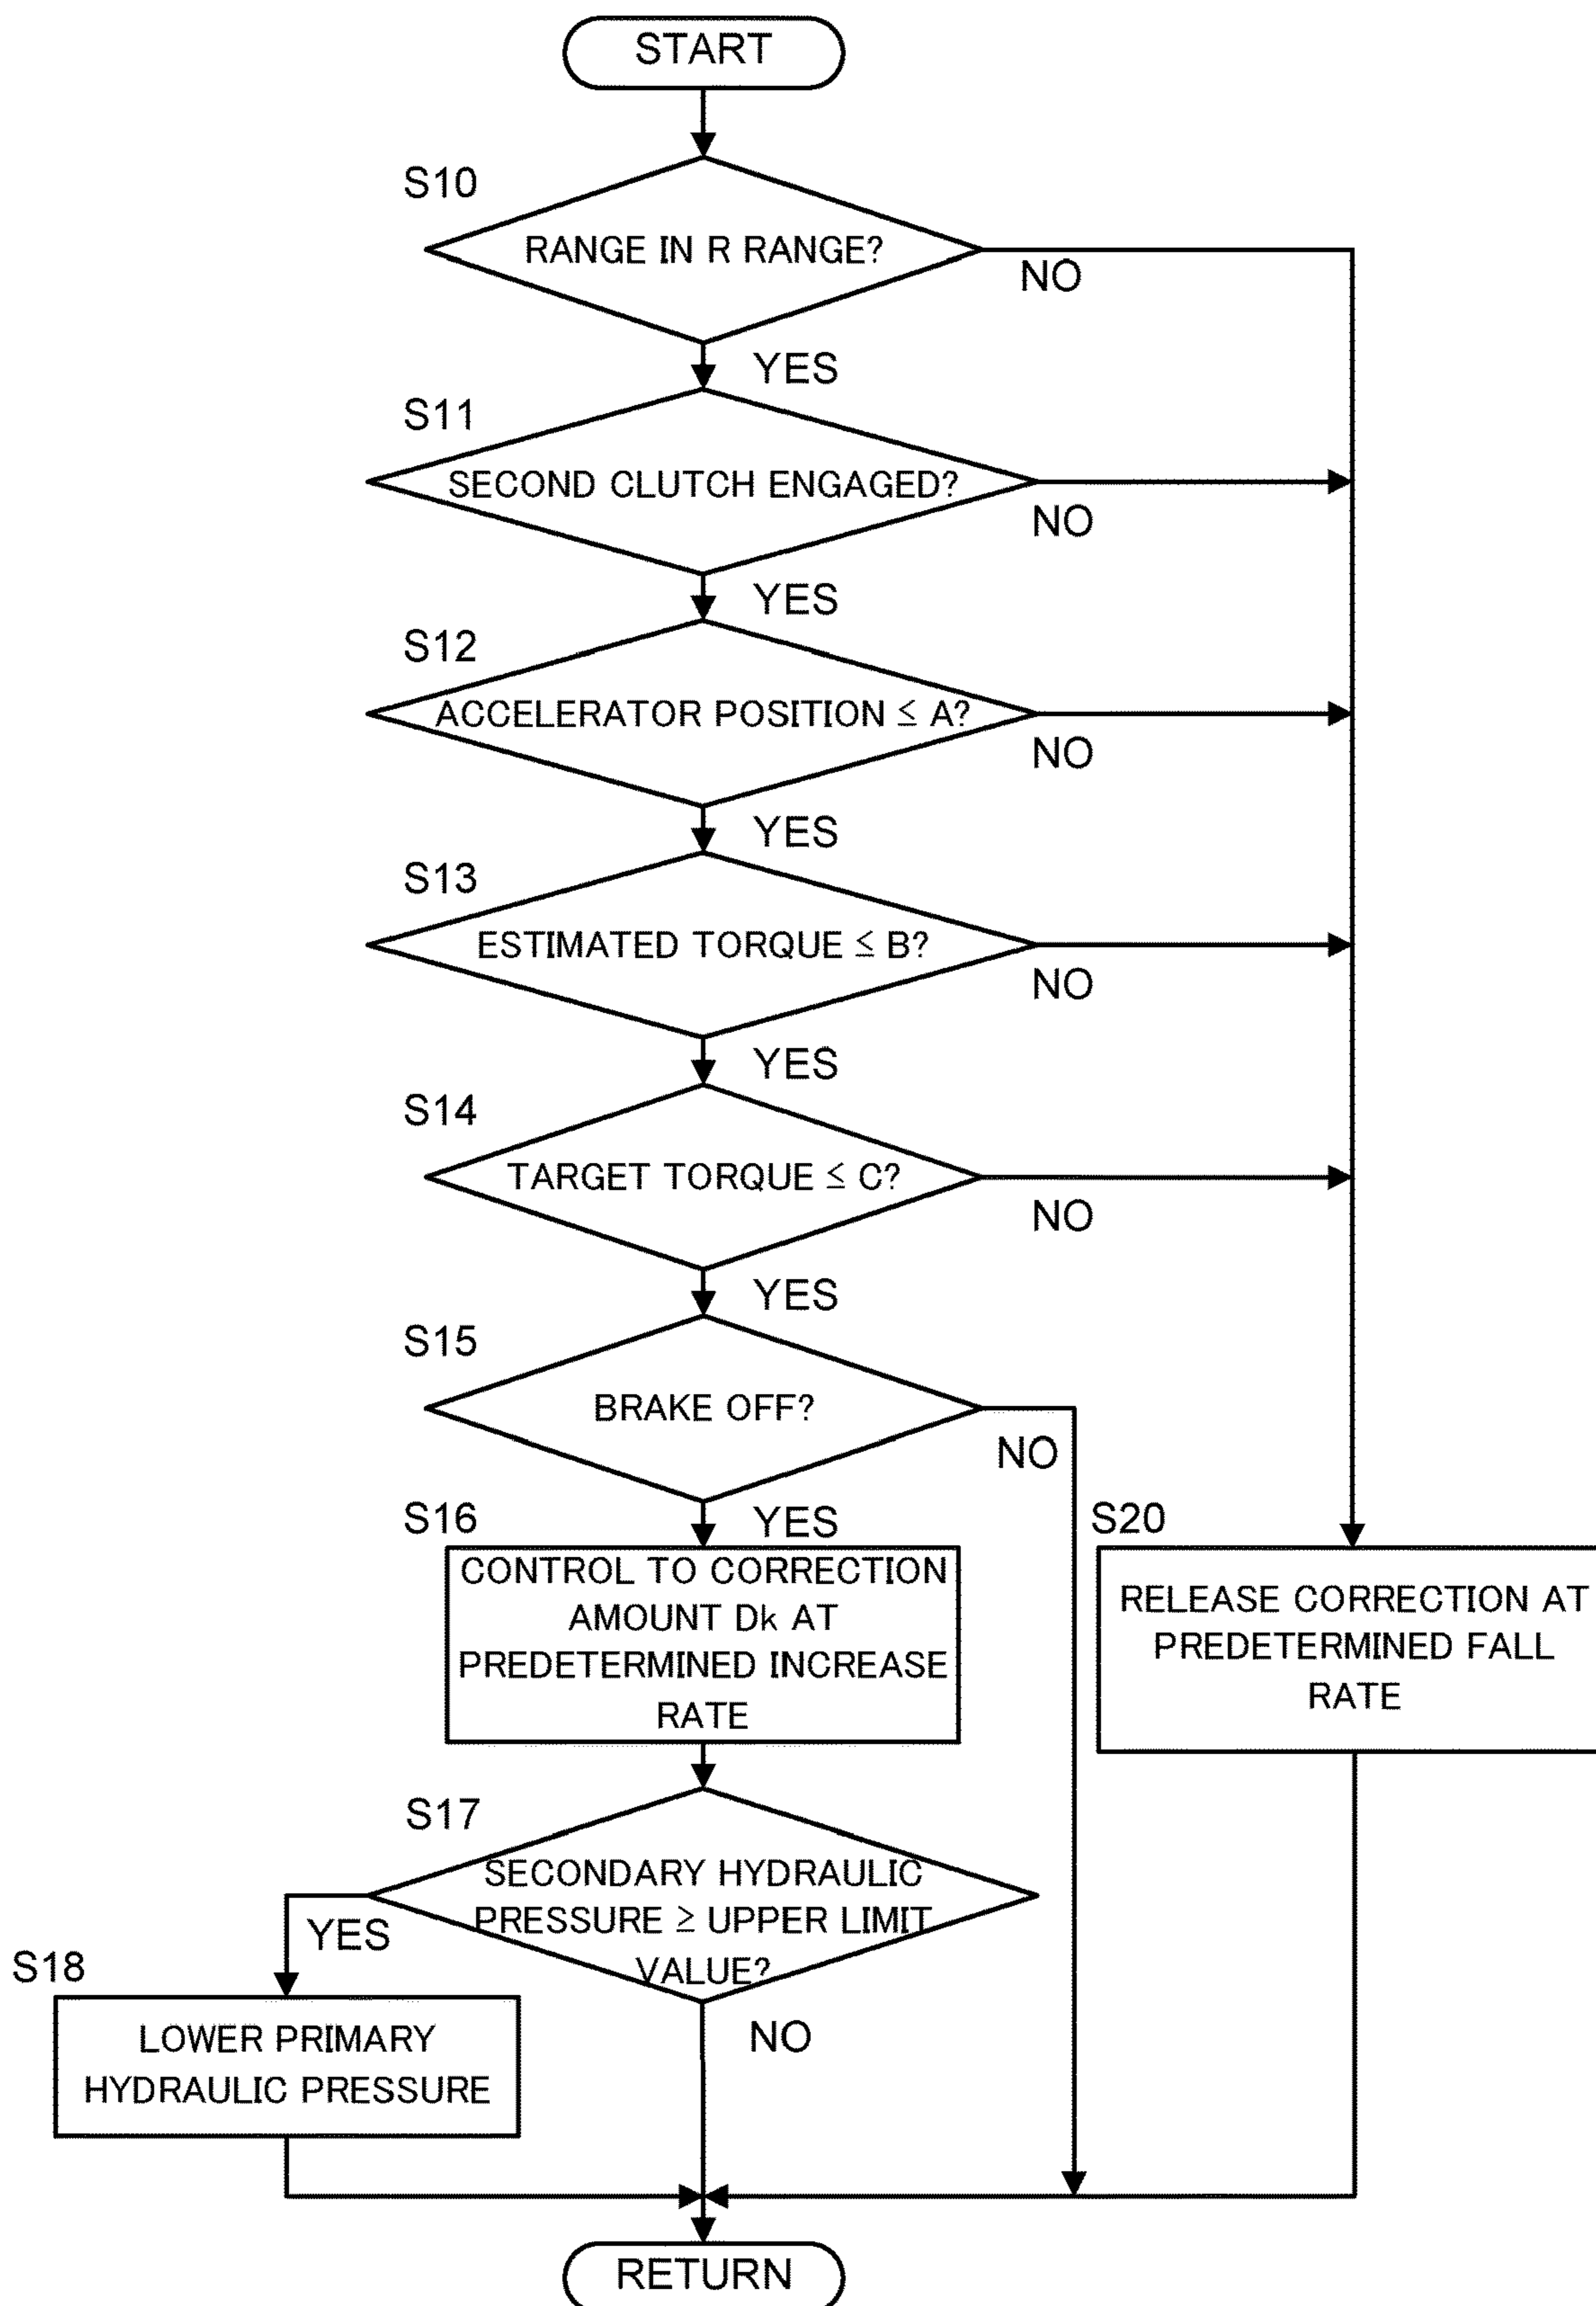 START
S10
RANGE IN R RANGE?
NO
YES
S11
SECOND CLUTCH ENGAGED?
NO
YES
S12
ACCELERATOR POSITION ≦ A?
NO
YES
S13
ESTIMATED TORQUE ≦ B?
NO
YES
S14
TARGET TORQUE ≦ C?
NO
YES
S15
BRAKE OFF?
NO
YES
S16
CONTROL TO CORRECTION
AMOUNT Dk AT
PREDETERMINED INCREASE
RATE
S20
RELEASE CORRECTION AT
PREDETERMINED FALL
RATE
S17
SECONDARY HYDRAULIC
PRESSURE ≧ UPPER LIMIT
VALUE?
YES
NO
S18
LOWER PRIMARY
HYDRAULIC PRESSURE
RETURN